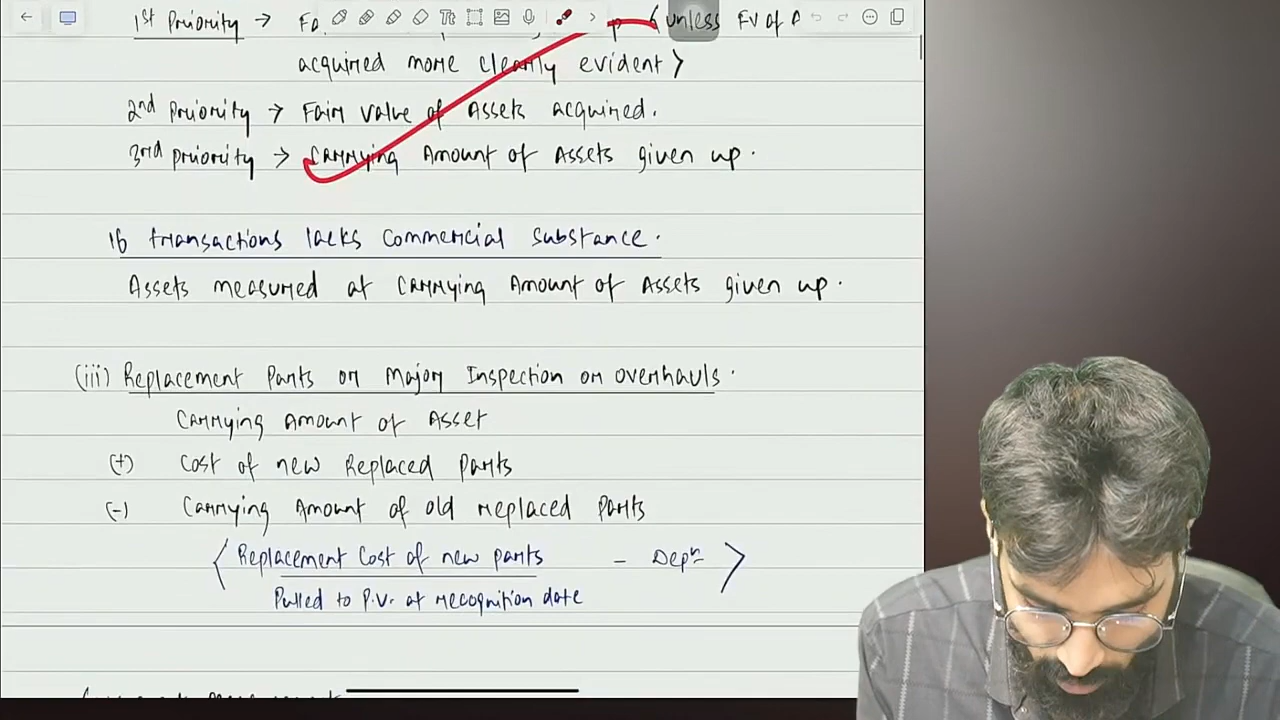 1st Priority → Fa p < unless FV of A
acquired more clearly evident >
2nd Priority → Fair value of Assets acquired.
3rd priority → Carrying Amount of Assets given up.
If transactions lacks commercial substance.
Assets measured at carrying Amount of Assets given up.
(iii) Replacement Parts or Major Inspection or overhauls.
Carrying Amount of Asset
(+) Cost of new Replaced Parts
(-) Carrying Amount of old replaced Parts
< Replacement Cost of new parts - Depn >
Pulled to P.V. at recognition date